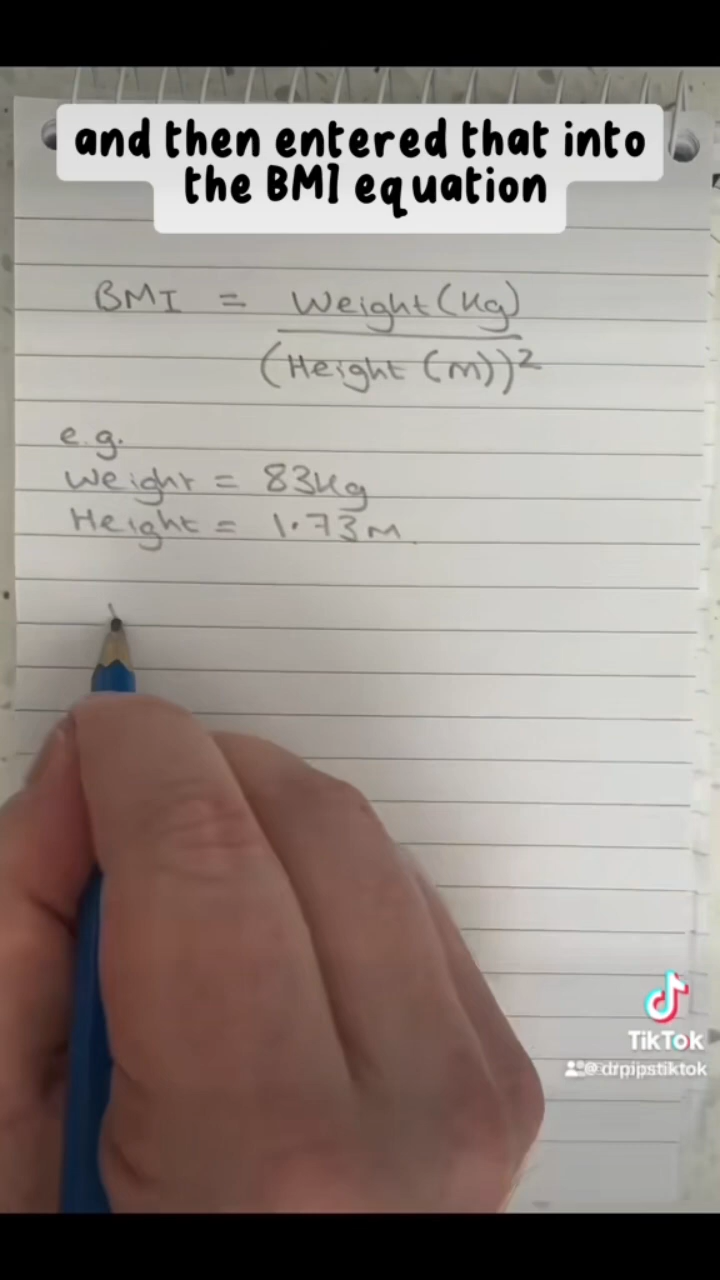 and then entered that into
the BMI equation
BMI = Weight(Kg)
(Height (m))²
e.g.
Weight = 83Kg
Height = 1.73m
TikTok
@drpipstiktok